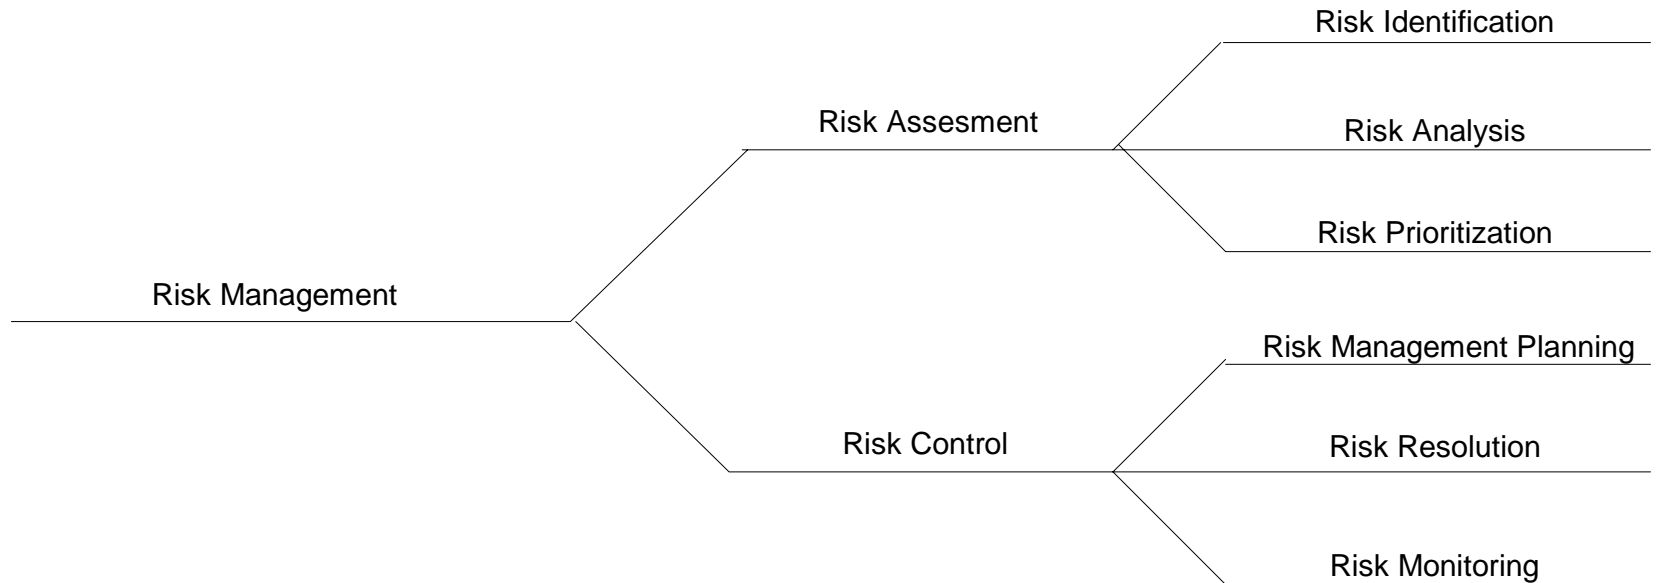 Risk Identification
Risk Assesment
Risk Analysis
Risk Prioritization
Risk Management
Risk Management Planning
Risk Control
Risk Resolution
Risk Monitoring